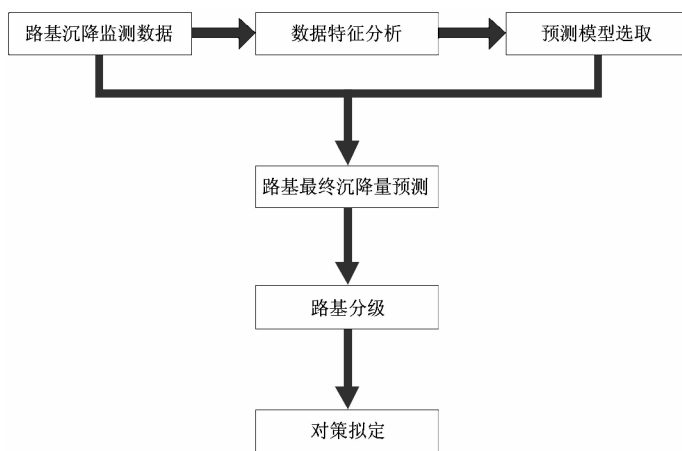 路基沉降监测数据
数据特征分析
预测模型选取
路基最终沉降量预测
路基分级
对策拟定